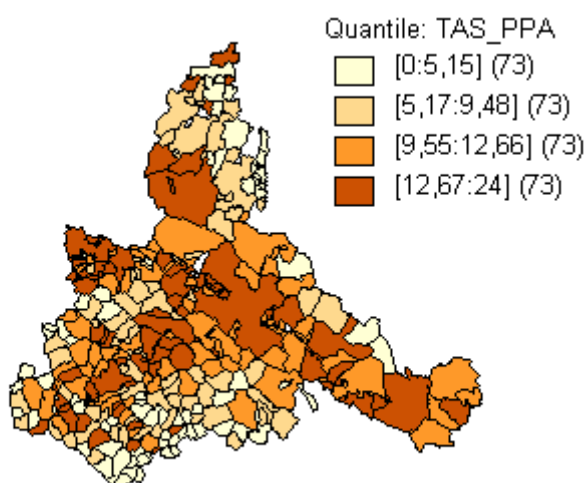 Quantile: TAS_PPA
[0:5,15] (73)
[5,17:9,48] (73)
[9,55:12,66] (73)
[12,67:24] (73)